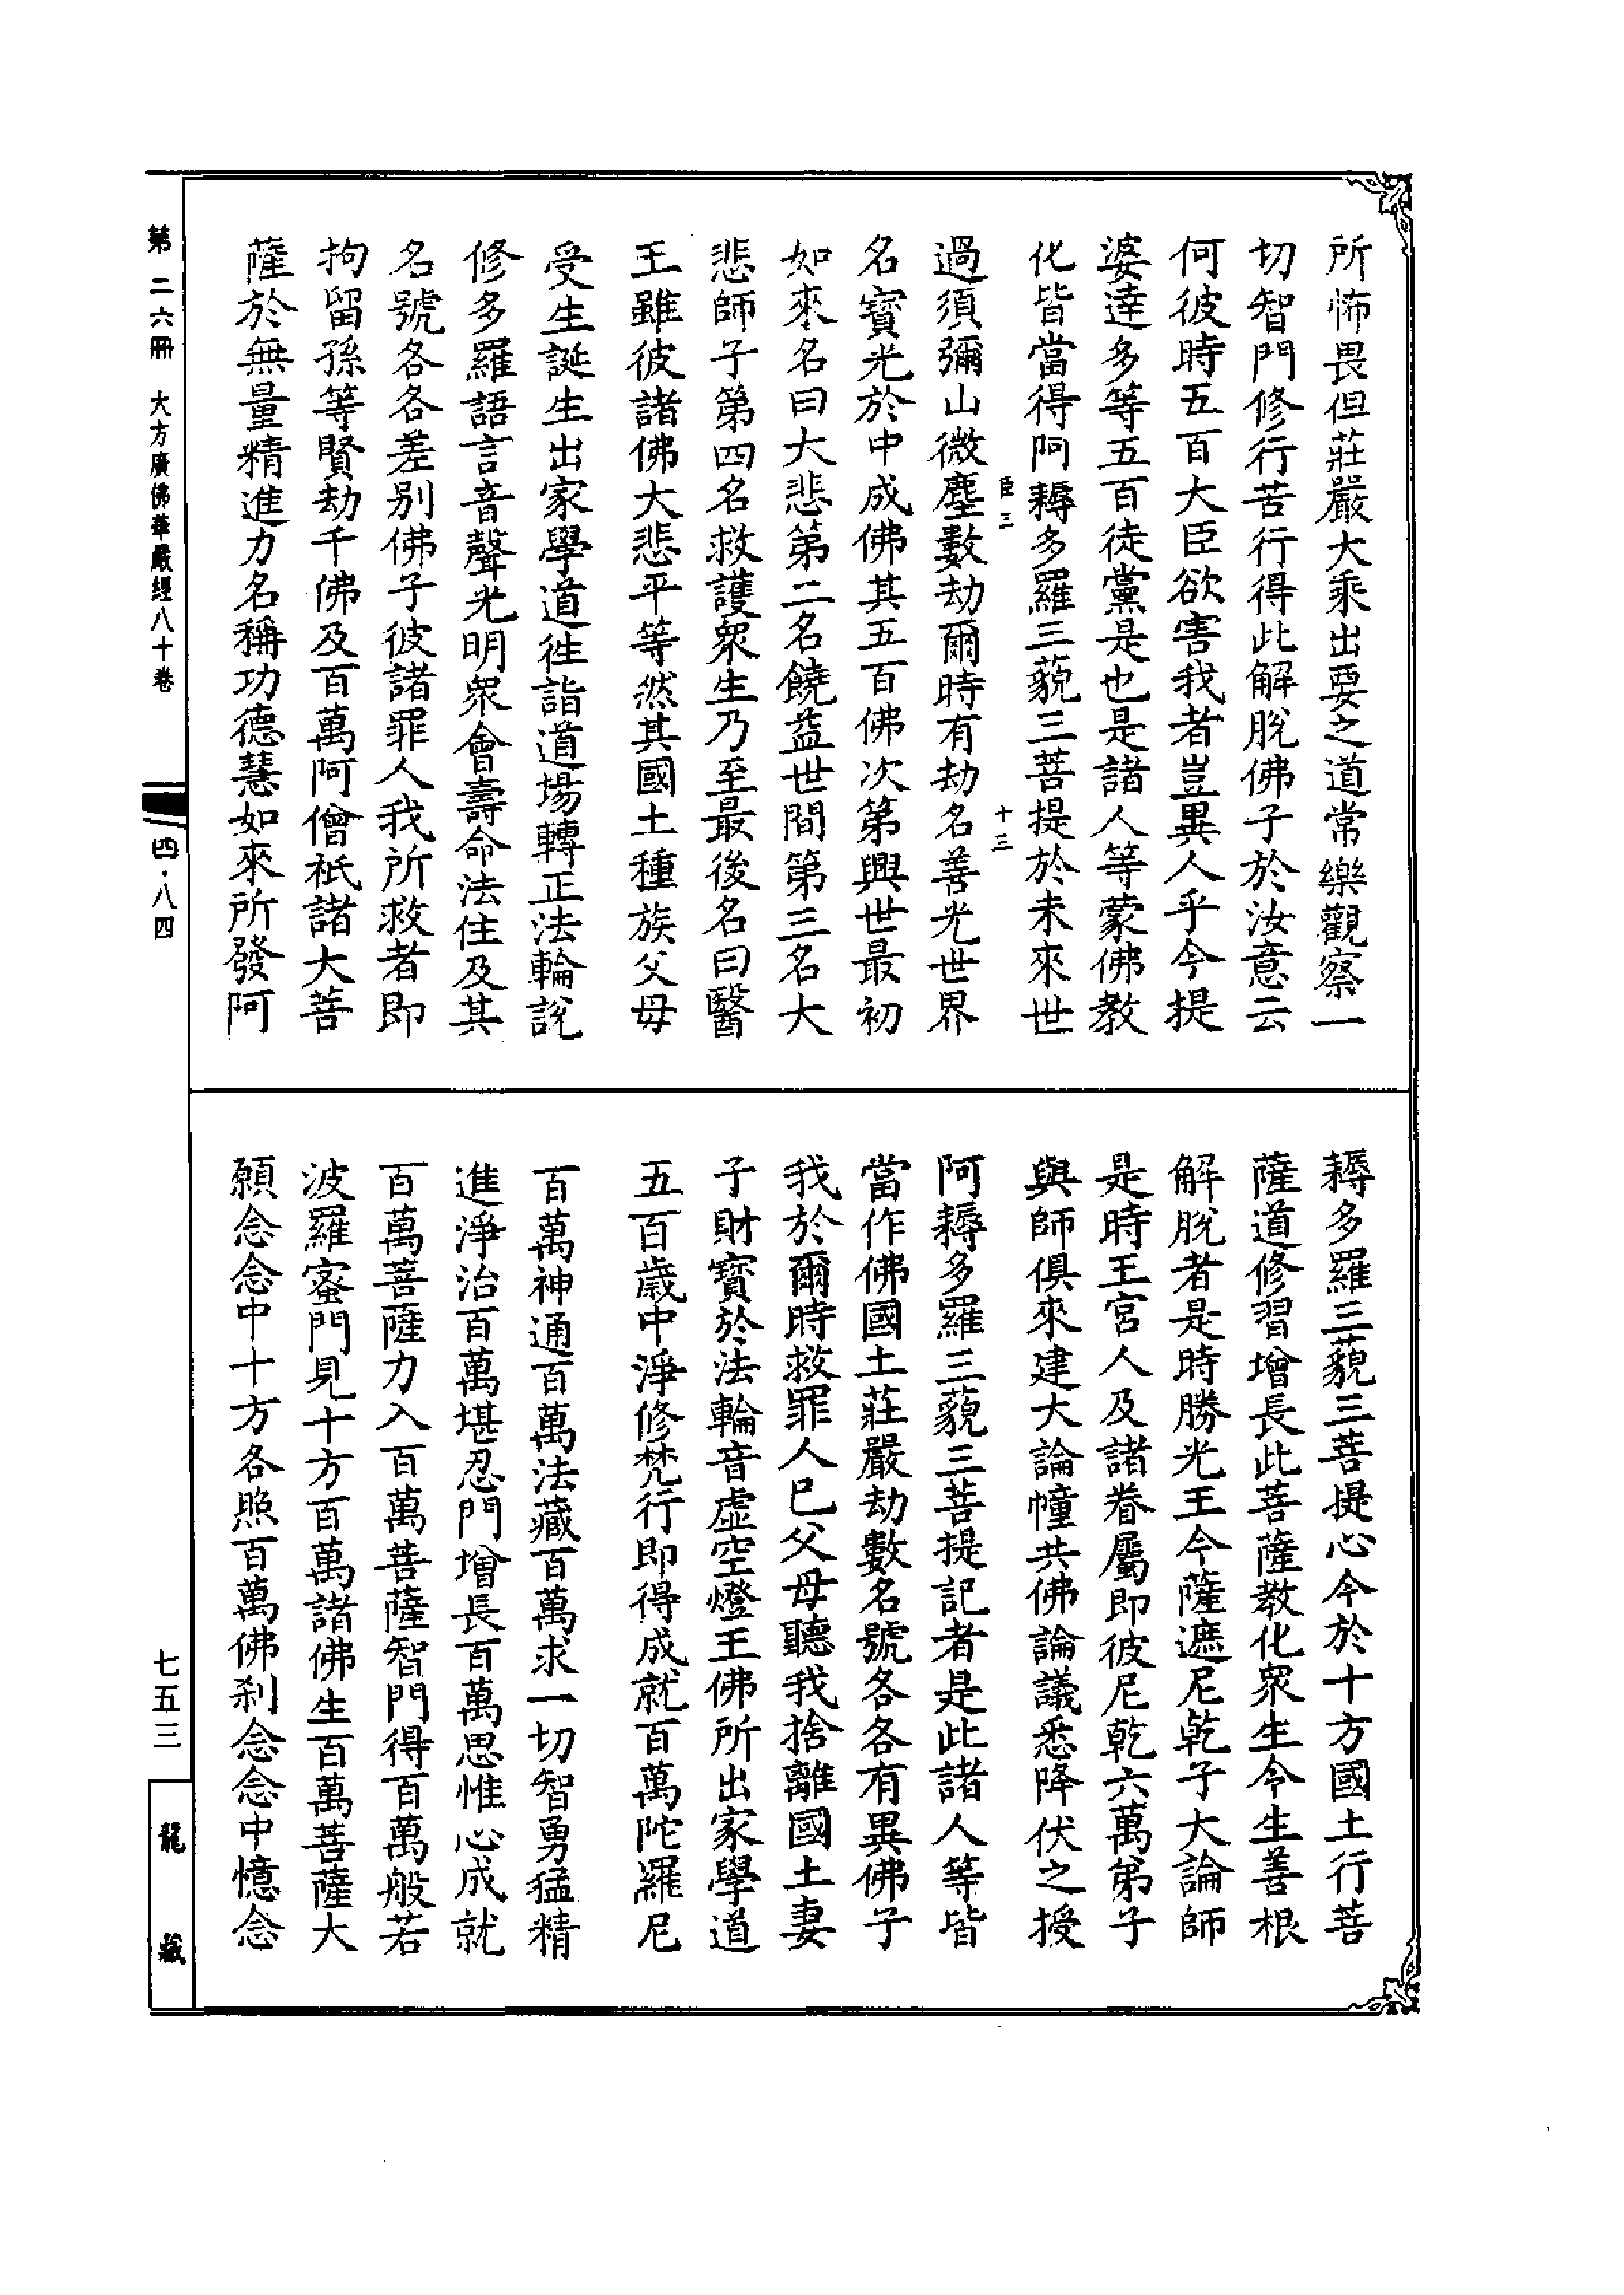 所怖畏但莊嚴大乘出要之道常樂觀察一
切智門修行苦行得此解脫佛子於汝意云
何彼時五百大臣欲害我者豈異人乎今提
婆達多等五百徒黨是也是諸人等蒙佛教
化皆當得阿耨多羅三藐三菩提於未來世
臣三
十三
過須彌山微塵數劫爾時有劫名善光世界
名寶光於中成佛其五百佛次第興世最初
如來名曰大悲第二名饒益世間第三名大
悲師子第四名救護眾生乃至最後名曰醫
王雖彼諸佛大悲平等然其國土種族父母
受生誕生出家學道往詣道場轉正法輪說
修多羅語言音聲光明眾會壽命法住及其
名號各各差別佛子彼諸罪人我所救者即
拘留孫等賢劫千佛及百萬阿僧祇諸大菩
薩於無量精進力名稱功德慧如來所發阿
耨多羅三藐三菩提心今於十方國土行菩
薩道修習增長此菩薩教化眾生令生善根
解脫者是時勝光王今薩遮尼乾子大論師
是時王宮人及諸眷屬即彼尼乾六萬弟子
與師俱來建大論幢共佛論議悉降伏之授
阿耨多羅三藐三菩提記者是此諸人等皆
當作佛國土莊嚴劫數名號各各有異佛子
我於爾時救罪人已父母聽我捨離國土妻
子財寶於法輪音虛空燈王佛所出家學道
五百歲中淨修梵行即得成就百萬陀羅尼
百萬神通百萬法藏百萬求一切智勇猛精
進淨治百萬堪忍門增長百萬思惟心成就
百萬菩薩力入百萬菩薩智門得百萬般若
波羅蜜門見十方百萬諸佛生百萬菩薩大
願念念中十方各照百萬佛剎念念中憶念
第二六冊 大方廣佛華嚴經八十卷
四·八四
七五三
龍藏